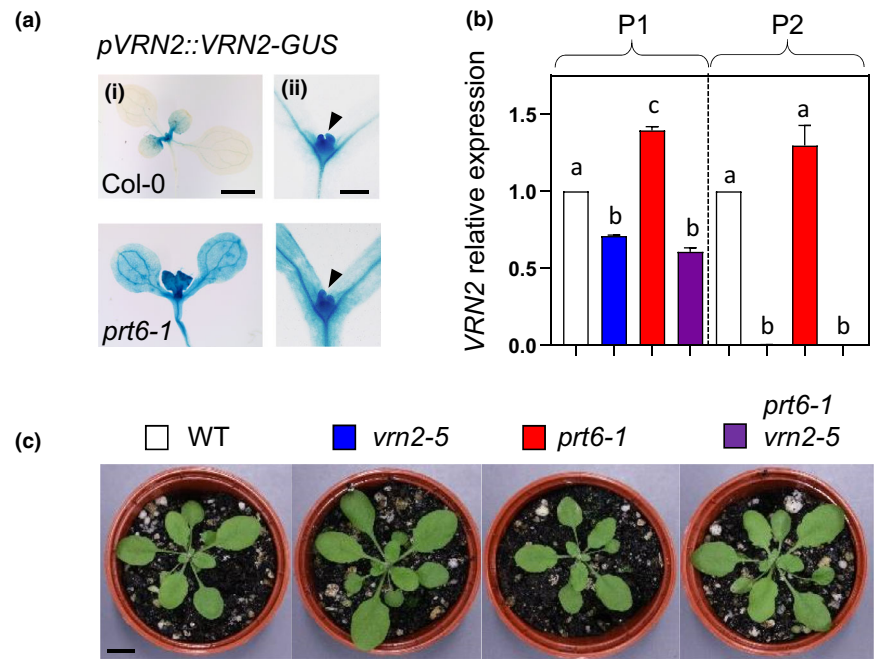 (a)
pVRN2::VRN2-GUS
(i)
(ii)
Col-0
prt6-1
(b)
P1
P2
VRN2 relative expression
1.5
1.0
0.5
0.0
a
b
c
b
a
b
a
b
(c)
WT
vrn2-5
prt6-1
prt6-1
vrn2-5